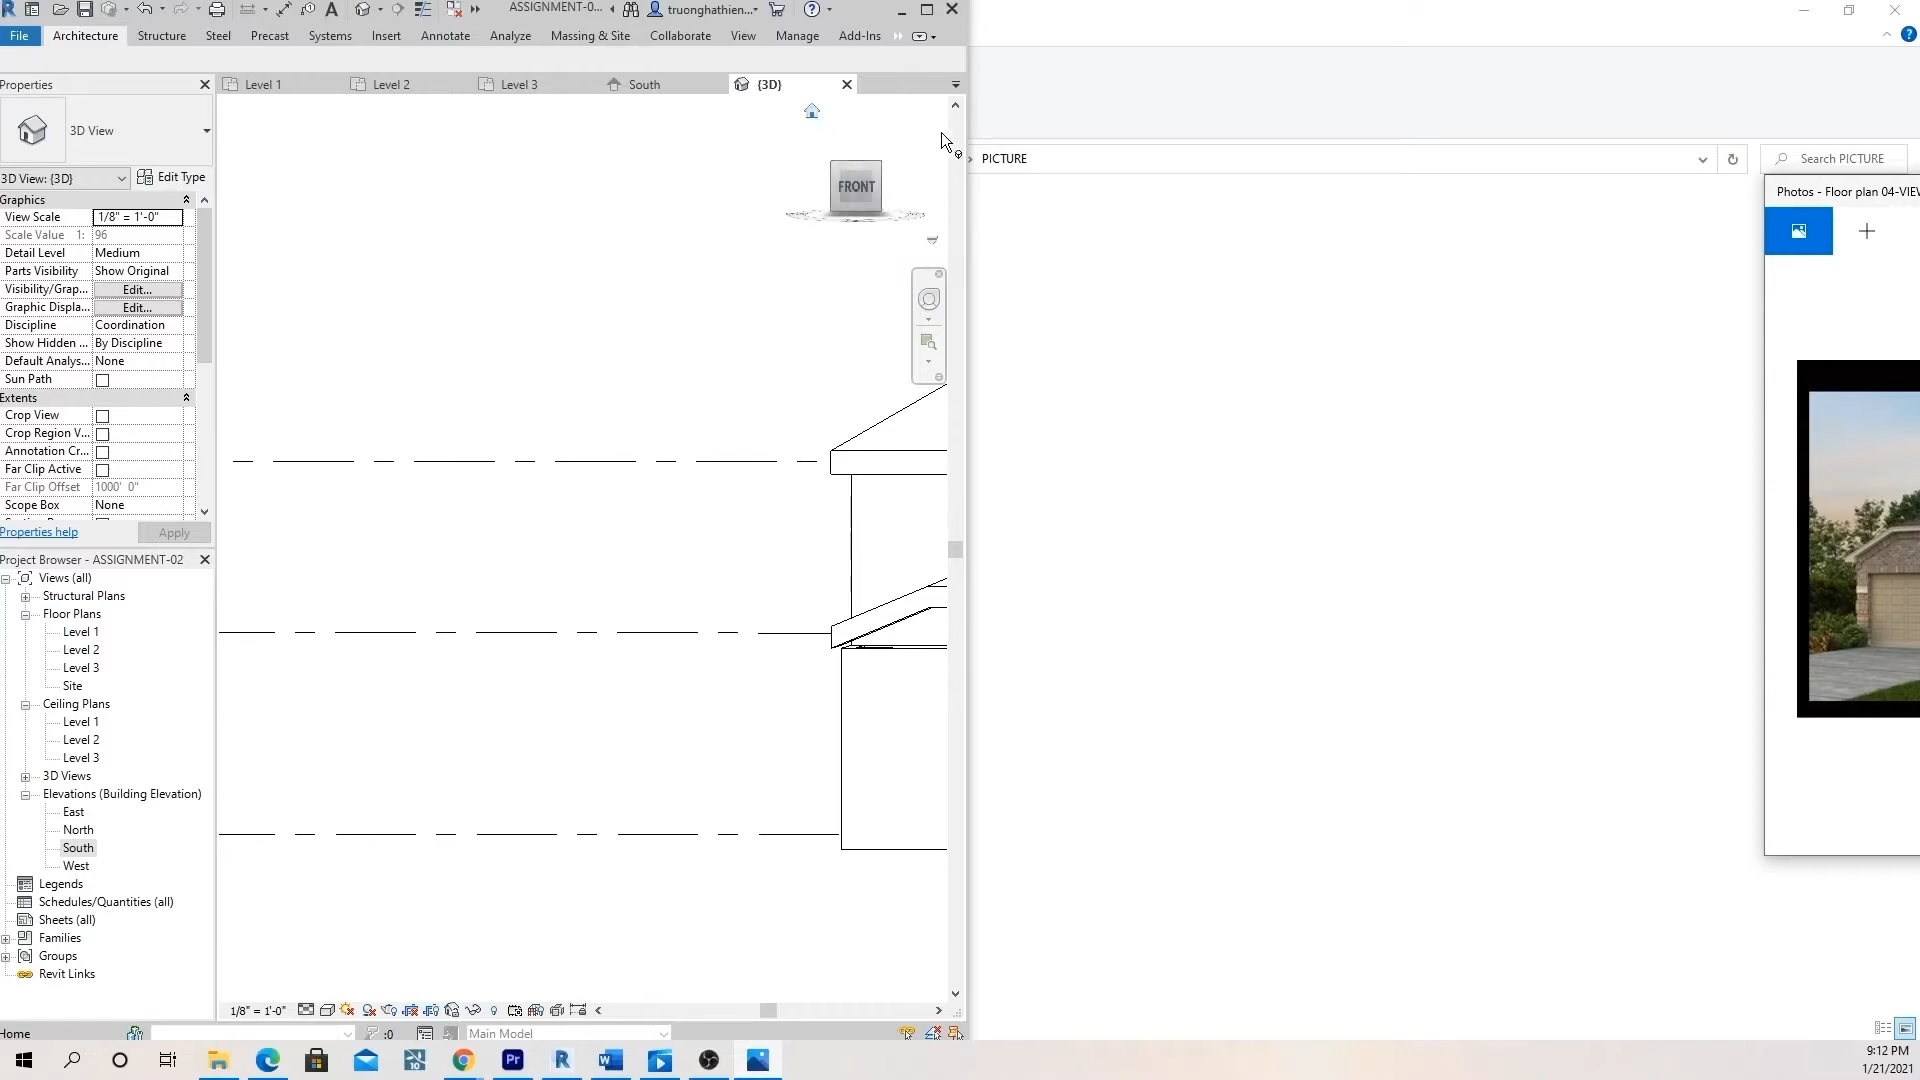 ASSIGNMENT-0...
truonghathien...
File
Architecture
Structure
Steel
Precast
Systems
Insert
Annotate
Analyze
Massing & Site
Collaborate
View
Manage
Add-Ins
Properties
Level 1
Level 2
Level 3
South
{3D}
3D View
3D View: {3D}
Edit Type
Graphics
View Scale 1/8" = 1'-0"
Scale Value 1: 96
Detail Level Medium
Parts Visibility Show Original
Visibility/Grap... Edit...
Graphic Displa... Edit...
Discipline Coordination
Show Hidden ... By Discipline
Default Analys... None
Sun Path
Extents
Crop View
Crop Region V...
Annotation Cr...
Far Clip Active
Far Clip Offset 1000' 0"
Scope Box None
Properties help
Apply
Project Browser - ASSIGNMENT-02
Views (all)
Structural Plans
Floor Plans
Level 1
Level 2
Level 3
Site
Ceiling Plans
Level 1
Level 2
Level 3
3D Views
Elevations (Building Elevation)
East
North
South
West
Legends
Schedules/Quantities (all)
Sheets (all)
Families
Groups
Revit Links
FRONT
1/8" = 1'-0"
Home
:0
Main Model
PICTURE
Search PICTURE
Photos - Floor plan 04-VIE
9:12 PM
1/21/2021